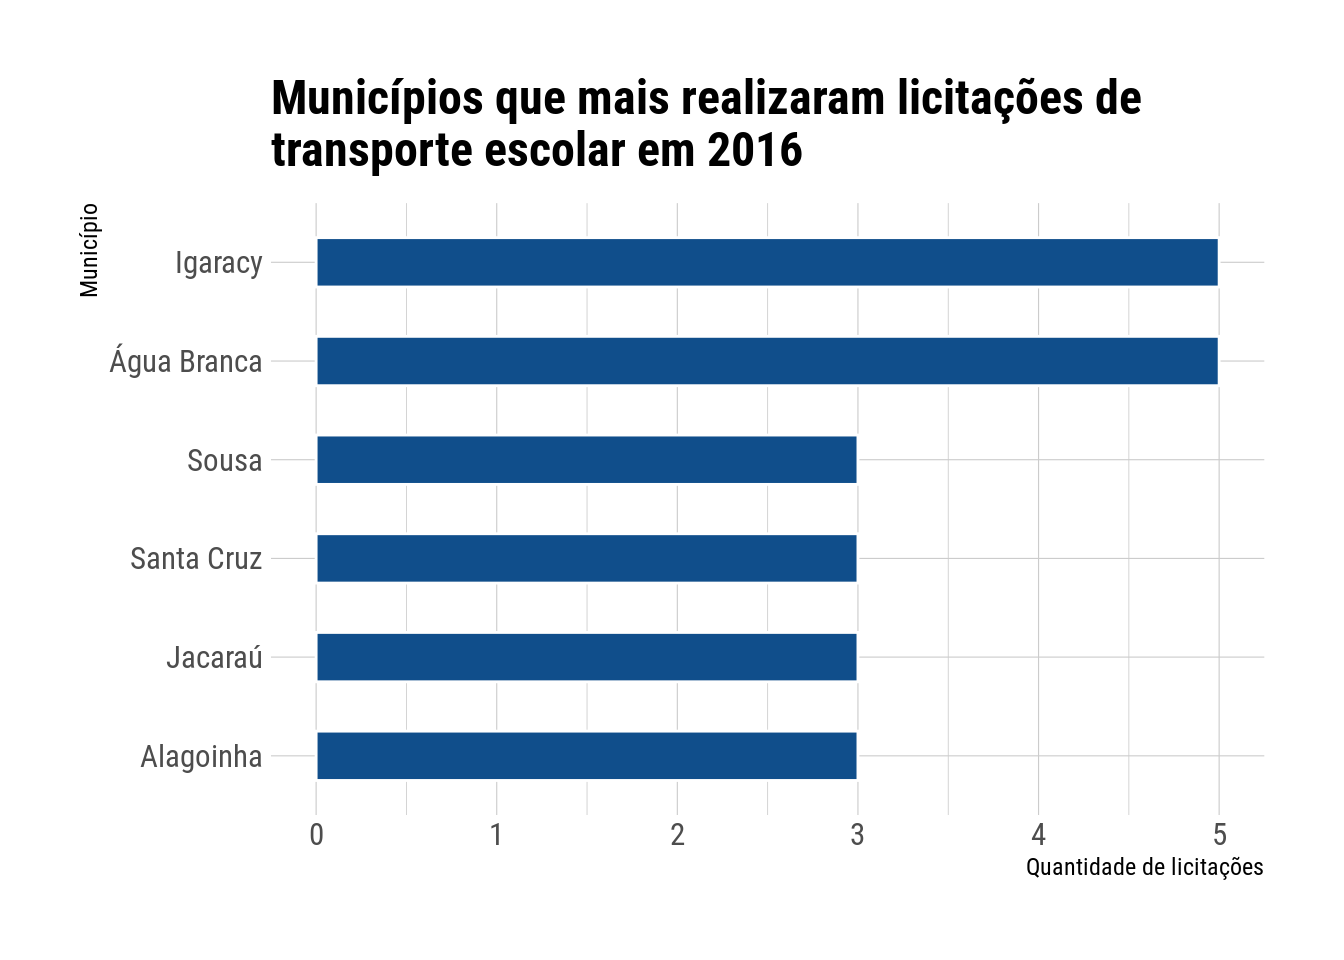 Municípios que mais realizaram licitações de
transporte escolar em 2016
Município
Igaracy
Água Branca
Sousa
Santa Cruz
Jacaraú
Alagoinha
0 1 2 3 4 5
Quantidade de licitações